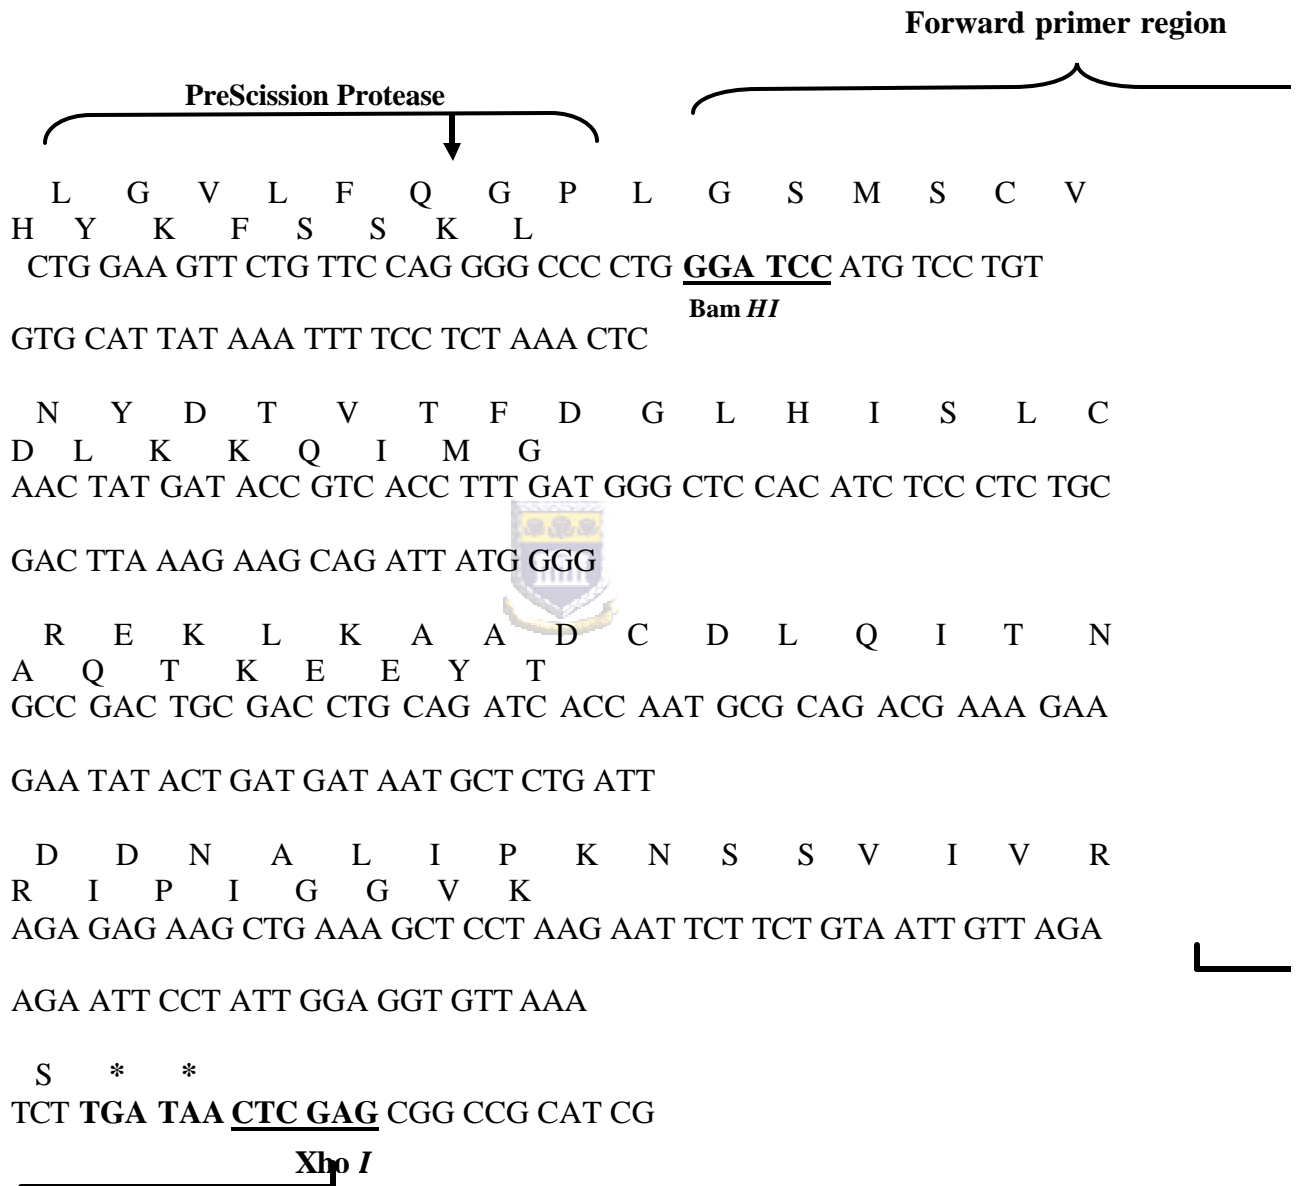 Forward primer region
PreScission Protease
L G V L F Q G P L G S M S C V
H Y K F S S K L
CTG GAA GTT CTG TTC CAG GGG CCC CTG GGA TCC ATG TCC TGT
Bam HI
GTG CAT TAT AAA TTT TCC TCT AAA CTC
N Y D T V T F D G L H I S L C
D L K K Q I M G
AAC TAT GAT ACC GTC ACC TTT GAT GGG CTC CAC ATC TCC CTC TGC
GAC TTA AAG AAG CAG ATT ATG GGG
R E K L K A A D C D L Q I T N
A Q T K E E Y T
GCC GAC TGC GAC CTG CAG ATC ACC AAT GCG CAG ACG AAA GAA
GAA TAT ACT GAT GAT AAT GCT CTG ATT
D D N A L I P K N S S V I V R
R I P I G G V K
AGA GAG AAG CTG AAA GCT CCT AAG AAT TCT TCT GTA ATT GTT AGA
AGA ATT CCT ATT GGA GGT GTT AAA
S * *
TCT TGA TAA CTC GAG CGG CCG CAT CG
Xho I